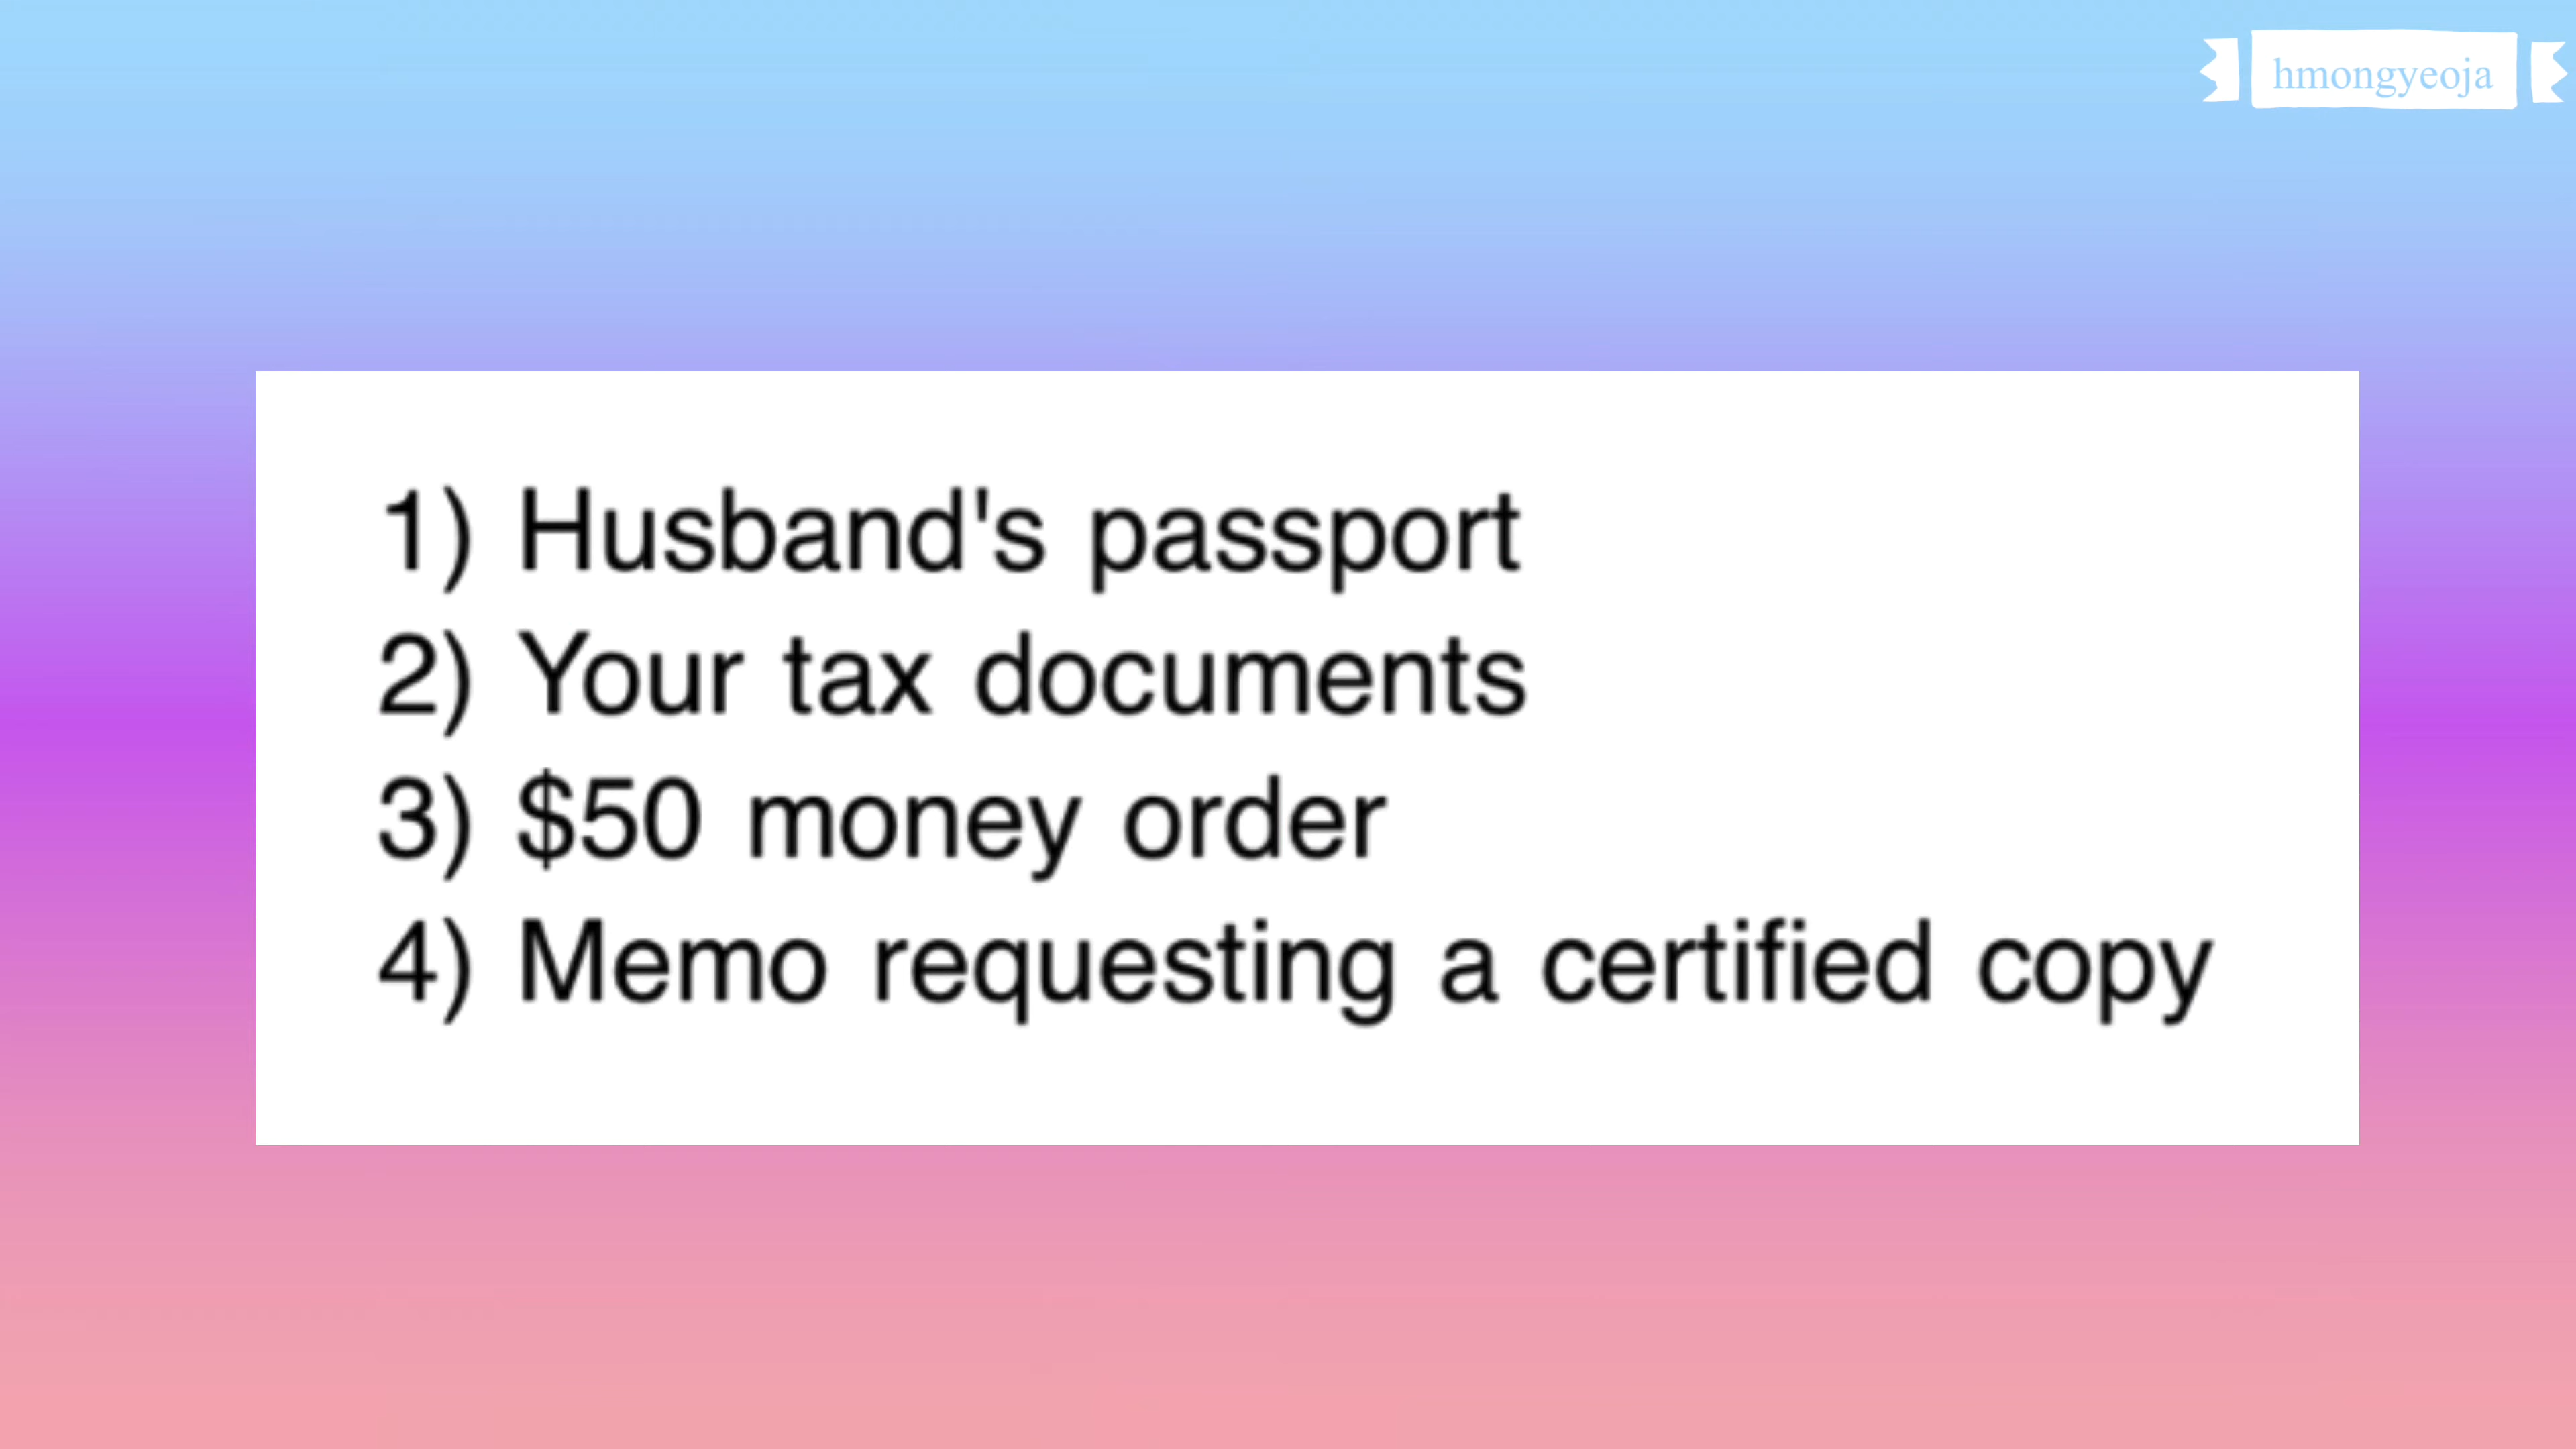 hmongyeoja
1) Husband's passport
2) Your tax documents
3) $50 money order
4) Memo requesting a certified copy